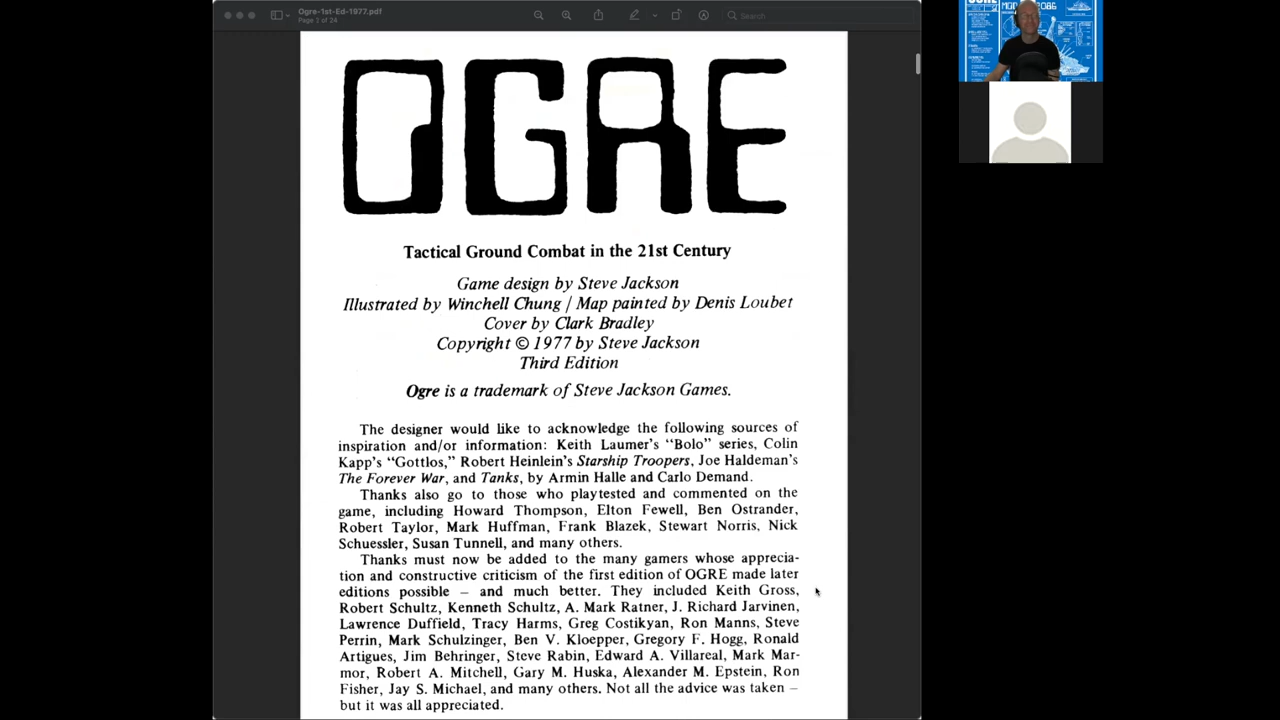 Ogre-1st-Ed-1977.pdf
Page 1 of 24
Search
OGRE
Tactical Ground Combat in the 21st Century
Game design by Steve Jackson
Illustrated by Winchell Chung / Map painted by Denis Loubet
Cover by Clark Bradley
Copyright © 1977 by Steve Jackson
Third Edition
Ogre is a trademark of Steve Jackson Games.
The designer would like to acknowledge the following sources of
inspiration and/or information: Keith Laumer's "Bolo" series, Colin
Kapp's "Gottlos," Robert Heinlein's Starship Troopers, Joe Haldeman's
The Forever War, and Tanks, by Armin Halle and Carlo Demand.
Thanks also go to those who playtested and commented on the
game, including Howard Thompson, Elton Fewell, Ben Ostrander,
Robert Taylor, Mark Huffman, Frank Blazek, Stewart Norris, Nick
Schuessler, Susan Tunnell, and many others.
Thanks must now be added to the many gamers whose apprecia-
tion and constructive criticism of the first edition of OGRE made later
editions possible – and much better. They included Keith Gross,
Robert Schultz, Kenneth Schultz, A. Mark Ratner, J. Richard Jarvinen,
Lawrence Duffield, Tracy Harms, Greg Costikyan, Ron Manns, Steve
Perrin, Mark Schulzinger, Ben V. Kloepper, Gregory F. Hogg, Ronald
Artigues, Jim Behringer, Steve Rabin, Edward A. Villareal, Mark Mar-
mor, Robert A. Mitchell, Gary M. Huska, Alexander M. Epstein, Ron
Fisher, Jay S. Michael, and many others. Not all the advice was taken –
but it was all appreciated.